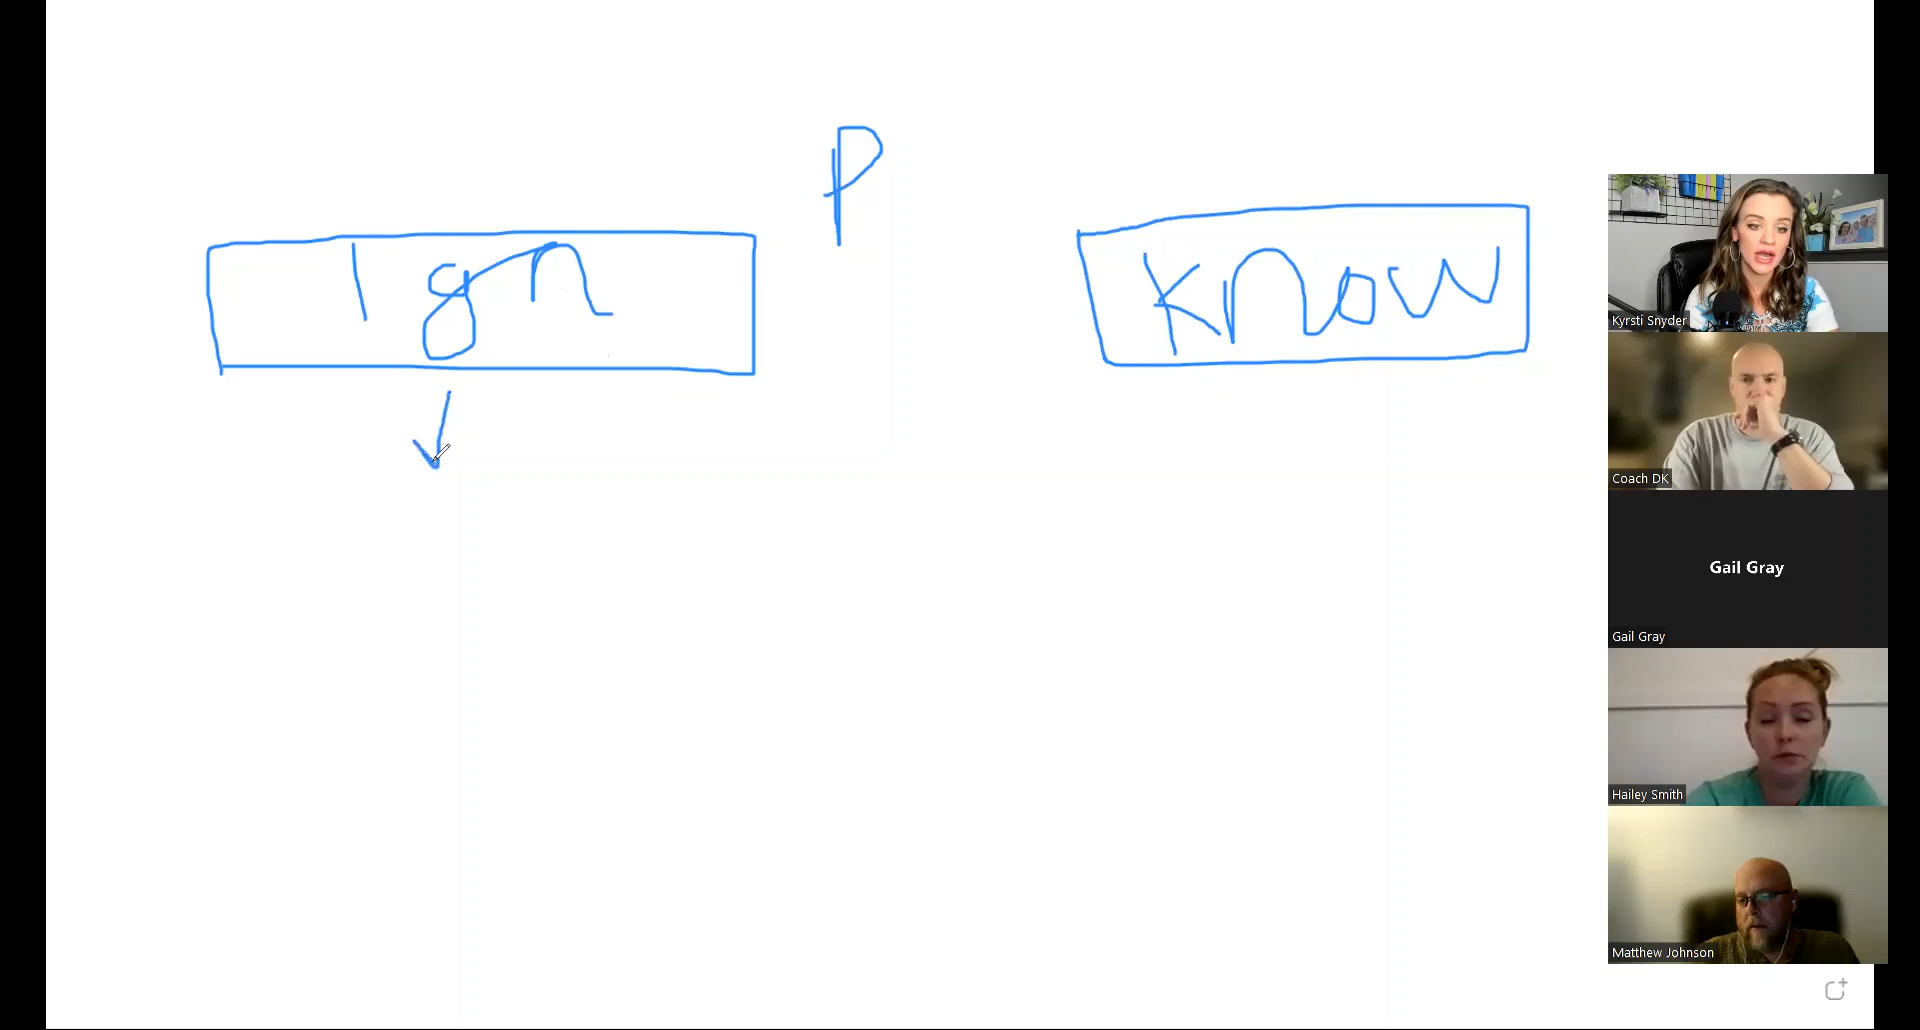 P
Ign
Know
Kyrsti Snyder
Coach DK
Gail Gray
Gail Gray
Hailey Smith
Matthew Johnson